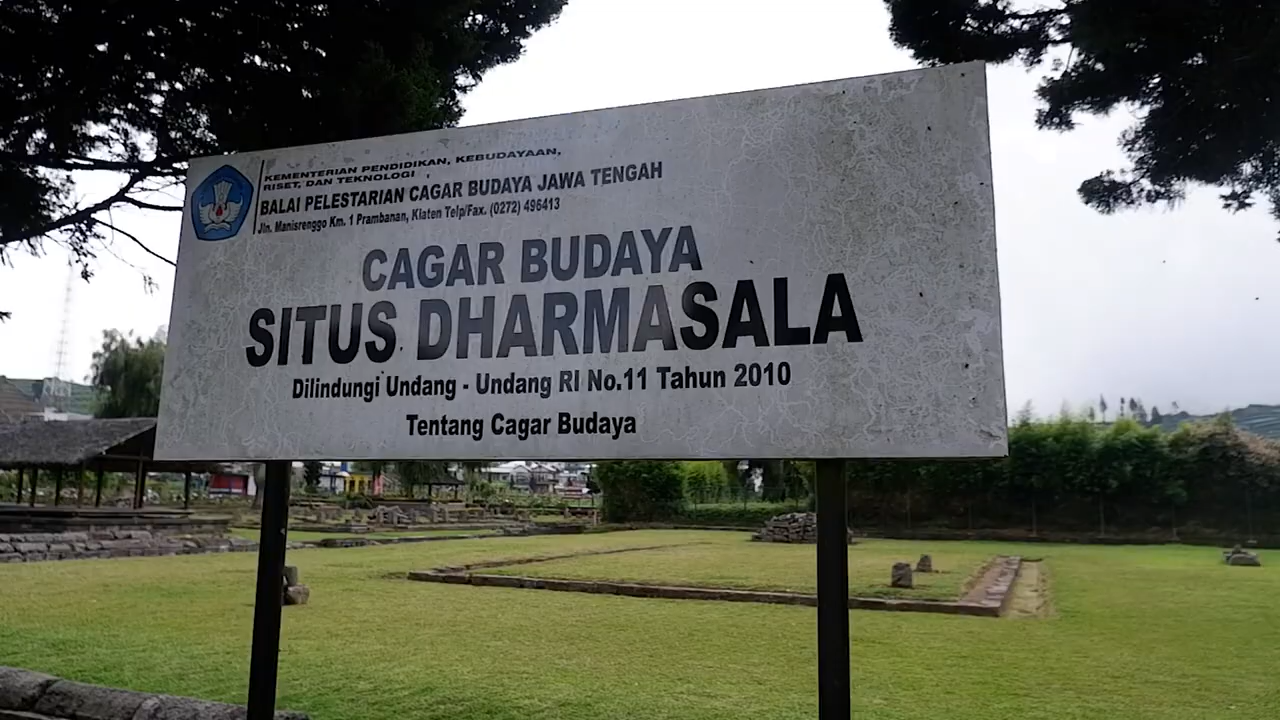 KEMENTERIAN PENDIDIKAN, KEBUDAYAAN,
RISET, DAN TEKNOLOGI
BALAI PELESTARIAN CAGAR BUDAYA JAWA TENGAH
Jln. Manisrenggo Km. 1 Prambanan, Klaten Telp/Fax. (0272) 496413
CAGAR BUDAYA
SITUS DHARMASALA
Dilindungi Undang - Undang RI No.11 Tahun 2010
Tentang Cagar Budaya